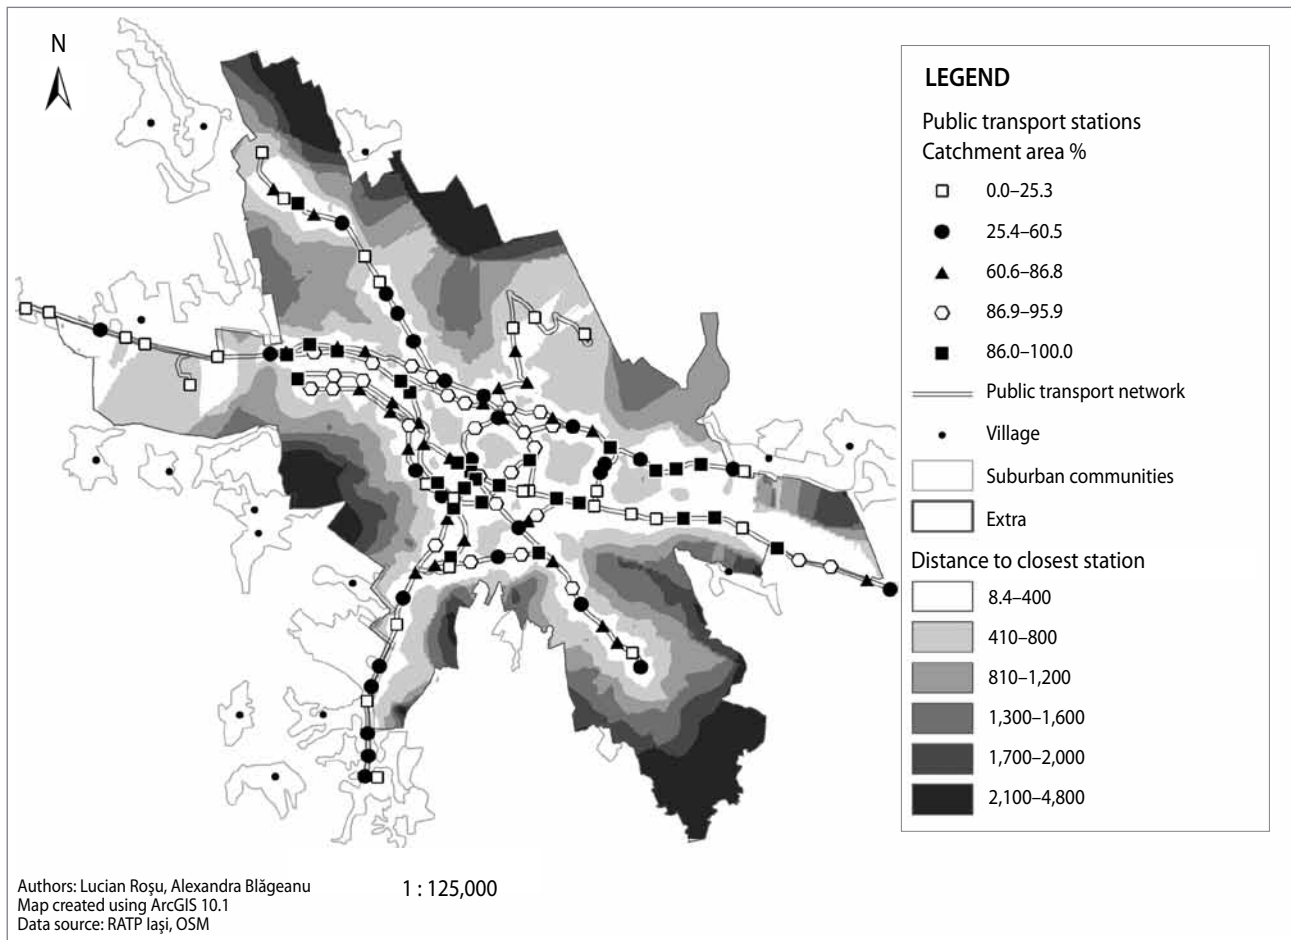 N
LEGEND
Public transport stations
Catchment area %
0.0–25.3
25.4–60.5
60.6–86.8
86.9–95.9
86.0–100.0
Public transport network
Village
Suburban communities
Extra
Distance to closest station
8.4–400
410–800
810–1,200
1,300–1,600
1,700–2,000
2,100–4,800
Authors: Lucian Roşu, Alexandra Blăgeanu
Map created using ArcGIS 10.1
Data source: RATP Iaşi, OSM
1 : 125,000